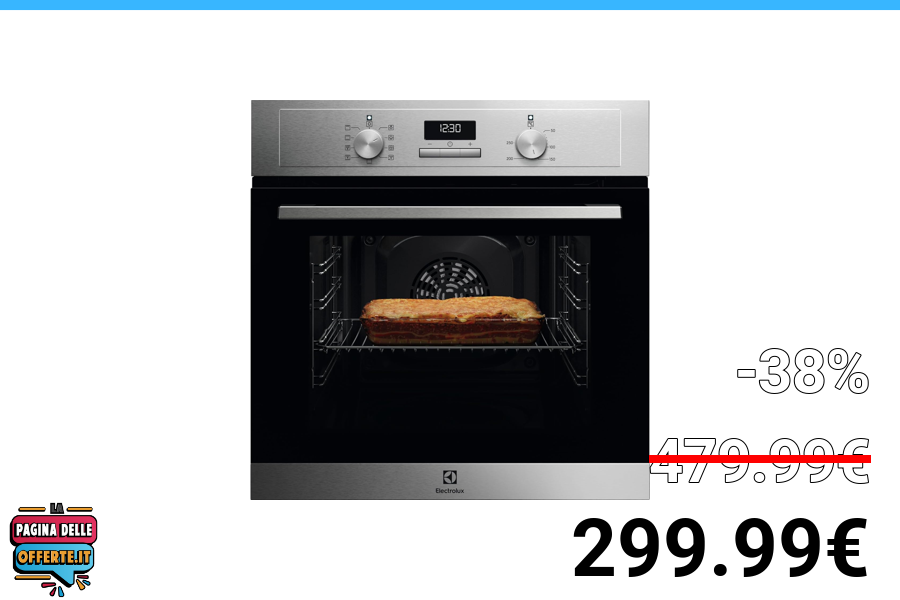 12:30
Electrolux
-38%
479.99€
299.99€
LA
PAGINA DELLE
OFFERTE.IT